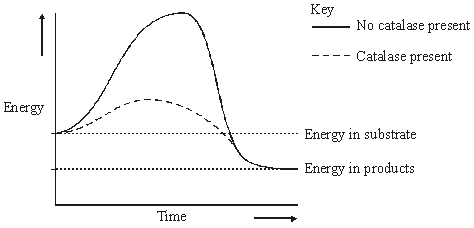 Key
No catalase present
Catalase present
Energy
Energy in substrate
Energy in products
Time